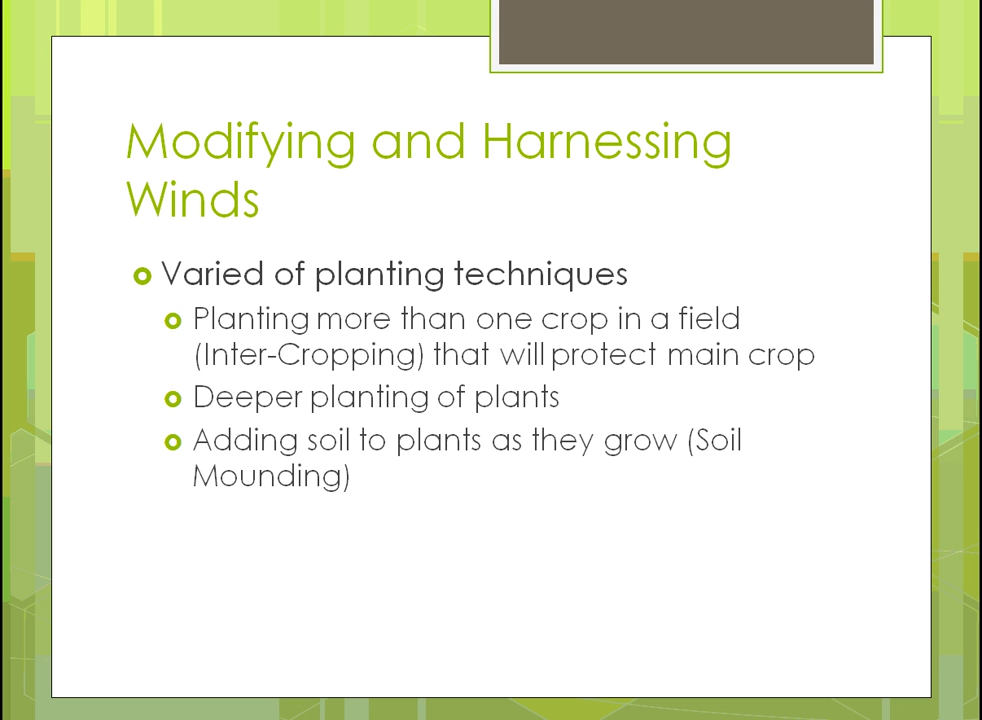 Modifying and Harnessing
Winds
Varied of planting techniques
Planting more than one crop in a field
(Inter-Cropping) that will protect main crop
Deeper planting of plants
Adding soil to plants as they grow (Soil
Mounding)